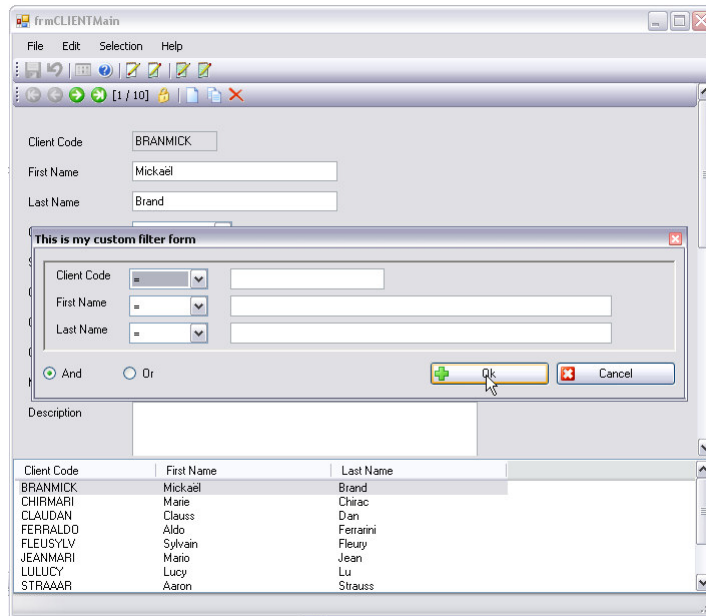 frmCLIENTMain
File Edit Selection Help
[1 / 10]
Client Code BRANMICK
First Name Mickaël
Last Name Brand
This is my custom filter form
Client Code =
First Name =
Last Name =
And Or Ok Cancel
Description
Client Code First Name Last Name
BRANMICK Mickaël Brand
CHIRMARI Marie Chirac
CLAUDAN Clauss Dan
FERRALDO Aldo Ferrarini
FLEUSYLV Sylvain Fleury
JEANMARI Mario Jean
LULUCY Lucy Lu
STRAAAR Aaron Strauss